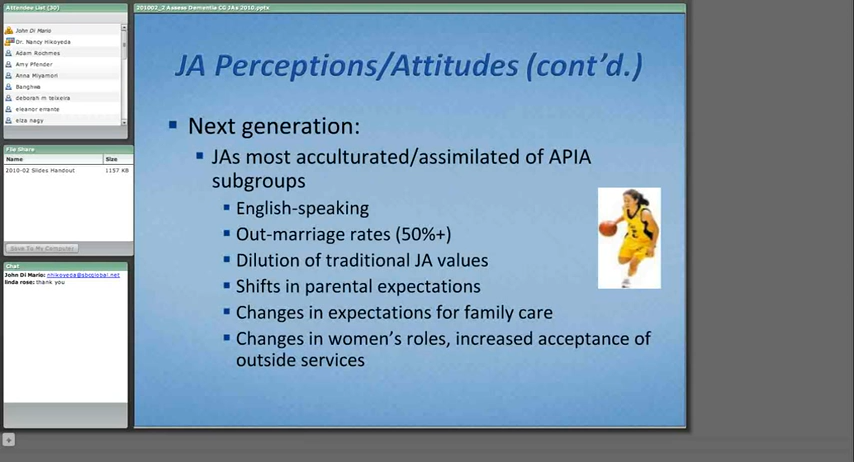 Attendee List (30)
John Di Mario
Dr. Nancy Hikoyeda
Adam Rochmes
Amy Pfender
Anna Miyamori
Banghwa
deborah m teixeira
eleanor errante
elza nagy
File Share
Name Size
2010-02 Slides Handout 1157 KB
Save To My Computer
Chat
John Di Mario: nhikoyeda@sbcglobal.net
linda rose: thank you
201002_2 Assess Dementia CG JAs 2010.pptx
JA Perceptions/Attitudes (cont'd.)
Next generation:
JAs most acculturated/assimilated of APIA
subgroups
English-speaking
Out-marriage rates (50%+)
Dilution of traditional JA values
Shifts in parental expectations
Changes in expectations for family care
Changes in women's roles, increased acceptance of
outside services